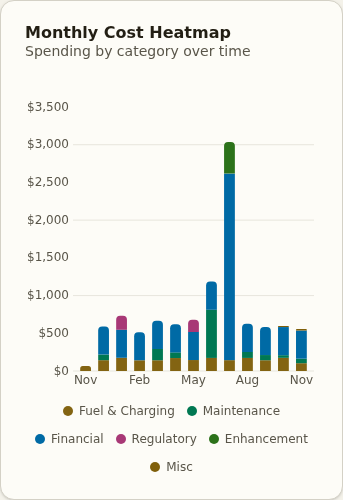 Monthly Cost Heatmap
Spending by category over time
$3,500
$3,000
$2,500
$2,000
$1,500
$1,000
$500
$0
Nov Feb May Aug Nov
Fuel & Charging Maintenance
Financial Regulatory Enhancement
Misc